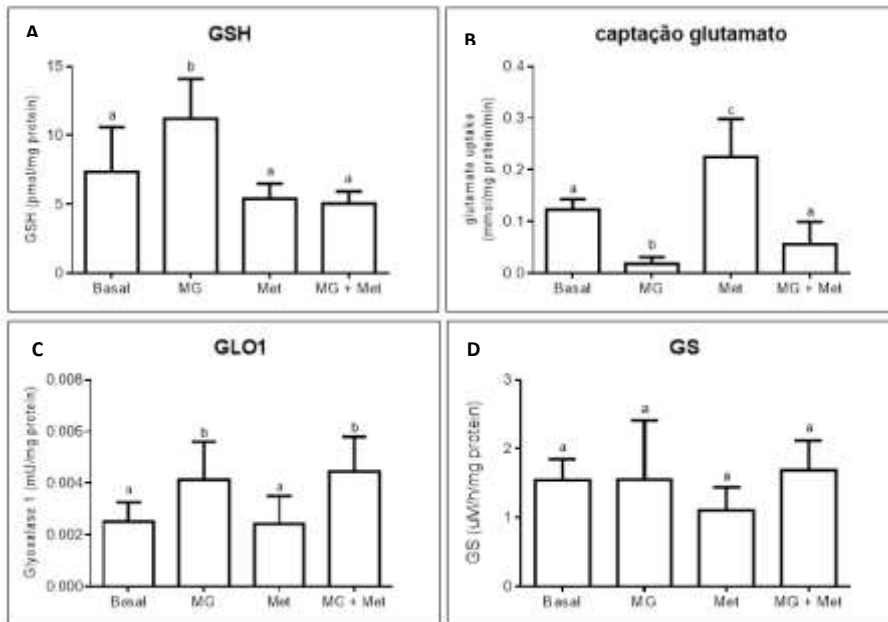 A
GSH
GSH (pmol/mg protein)
15
10
5
0
a
b
a
a
Basal
MG
Met
MG + Met
B
captação glutamato
glutamate uptake
(mmol/mg protein/min)
0.4
0.3
0.2
0.1
0.0
a
b
c
a
Basal
MG
Met
MG + Met
C
GLO1
Glyoxalase 1 (mU/mg protein)
0.008
0.006
0.004
0.002
0.000
a
b
a
b
Basal
MG
Met
MG + Met
D
GS
GS (uM/h/mg protein)
3
2
1
0
a
a
a
a
Basal
MG
Met
MG + Met